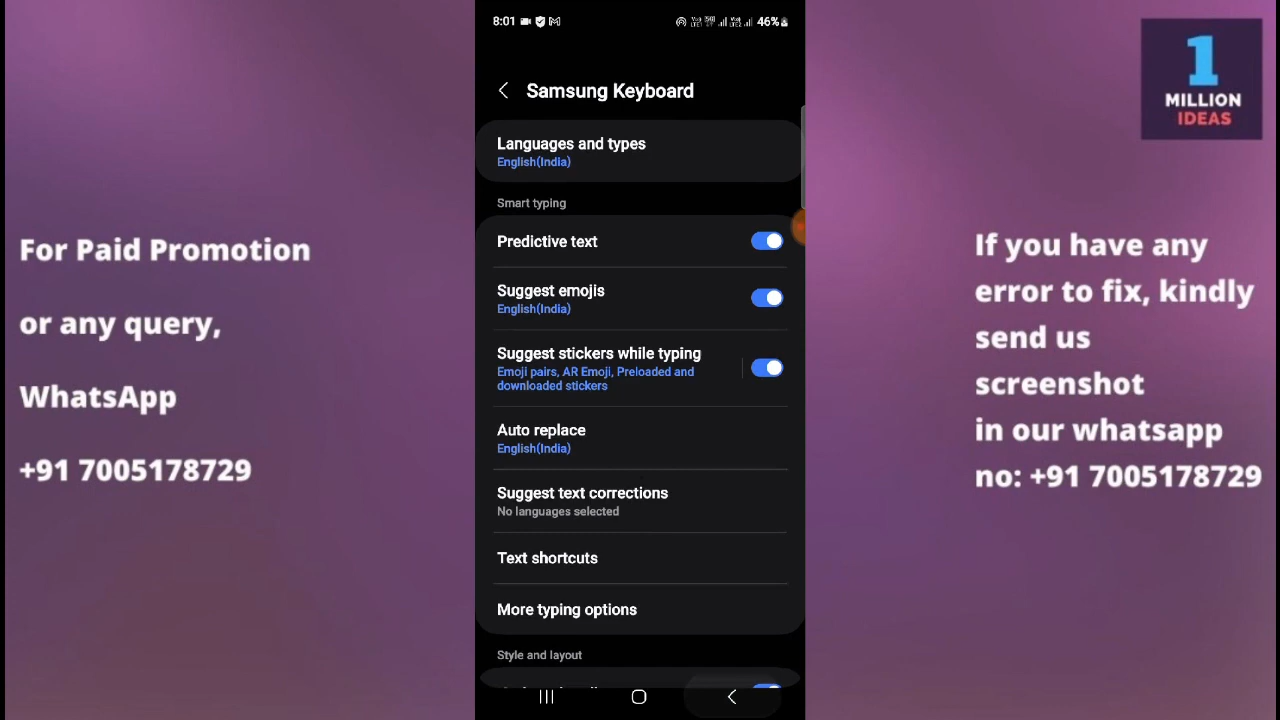 For Paid Promotion
or any query,
WhatsApp
+91 7005178729
8:01
46%
Samsung Keyboard
Languages and types
English(India)
Smart typing
Predictive text
Suggest emojis
English(India)
Suggest stickers while typing
Emoji pairs, AR Emoji, Preloaded and
downloaded stickers
Auto replace
English(India)
Suggest text corrections
No languages selected
Text shortcuts
More typing options
Style and layout
1
MILLION
IDEAS
If you have any
error to fix, kindly
send us
screenshot
in our whatsapp
no: +91 7005178729